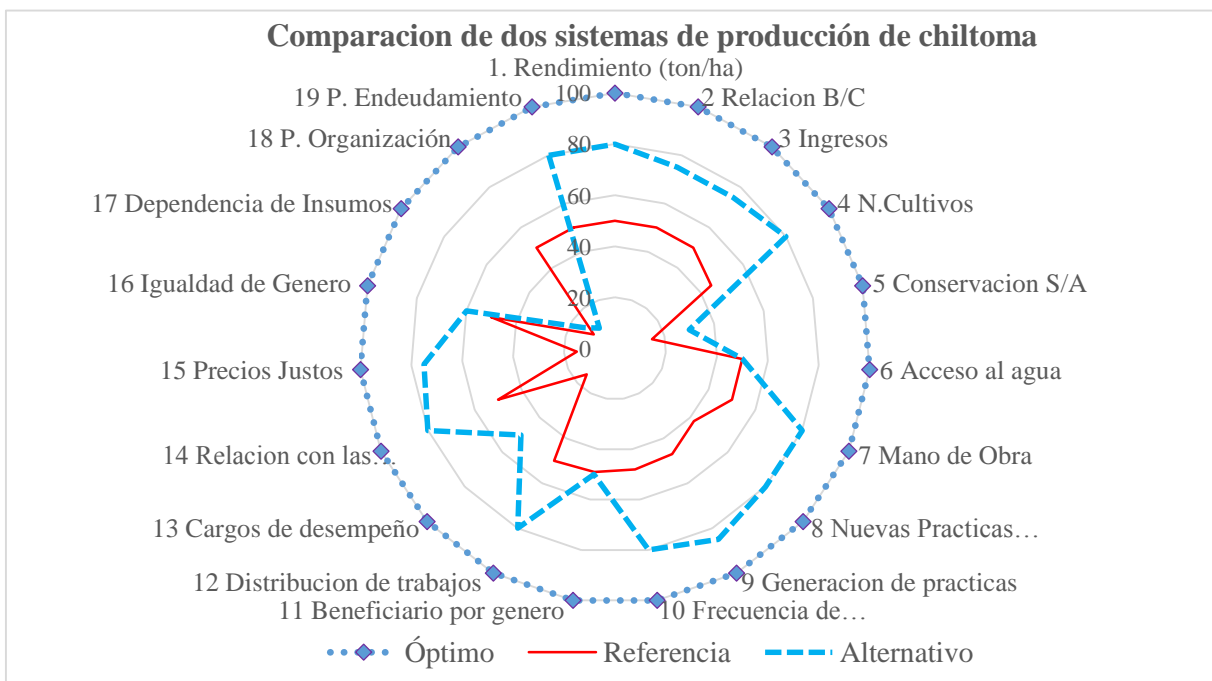 Comparacion de dos sistemas de producción de chiltoma
1. Rendimiento (ton/ha)
2 Relacion B/C
3 Ingresos
4 N.Cultivos
5 Conservacion S/A
6 Acceso al agua
7 Mano de Obra
8 Nuevas Practicas…
9 Generacion de practicas
10 Frecuencia de…
11 Beneficiario por genero
12 Distribucion de trabajos
13 Cargos de desempeño
14 Relacion con las…
15 Precios Justos
16 Igualdad de Genero
17 Dependencia de Insumos
18 P. Organización
19 P. Endeudamiento
100
80
60
40
20
0
Óptimo
Referencia
Alternativo